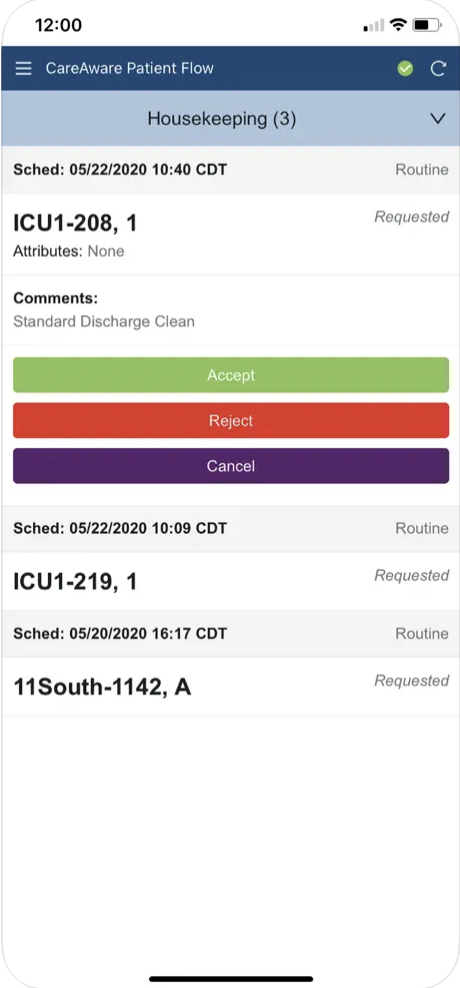 12:00
CareAware Patient Flow
Housekeeping (3)
Sched: 05/22/2020 10:40 CDT Routine
ICU1-208, 1 Requested
Attributes: None
Comments:
Standard Discharge Clean
Accept
Reject
Cancel
Sched: 05/22/2020 10:09 CDT Routine
ICU1-219, 1 Requested
Sched: 05/20/2020 16:17 CDT Routine
11South-1142, A Requested